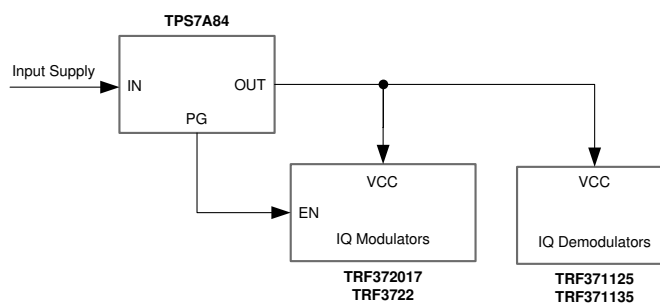 TPS7A84
Input Supply
IN
OUT
PG
VCC
EN
IQ Modulators
TRF372017
TRF3722
VCC
IQ Demodulators
TRF371125
TRF371135